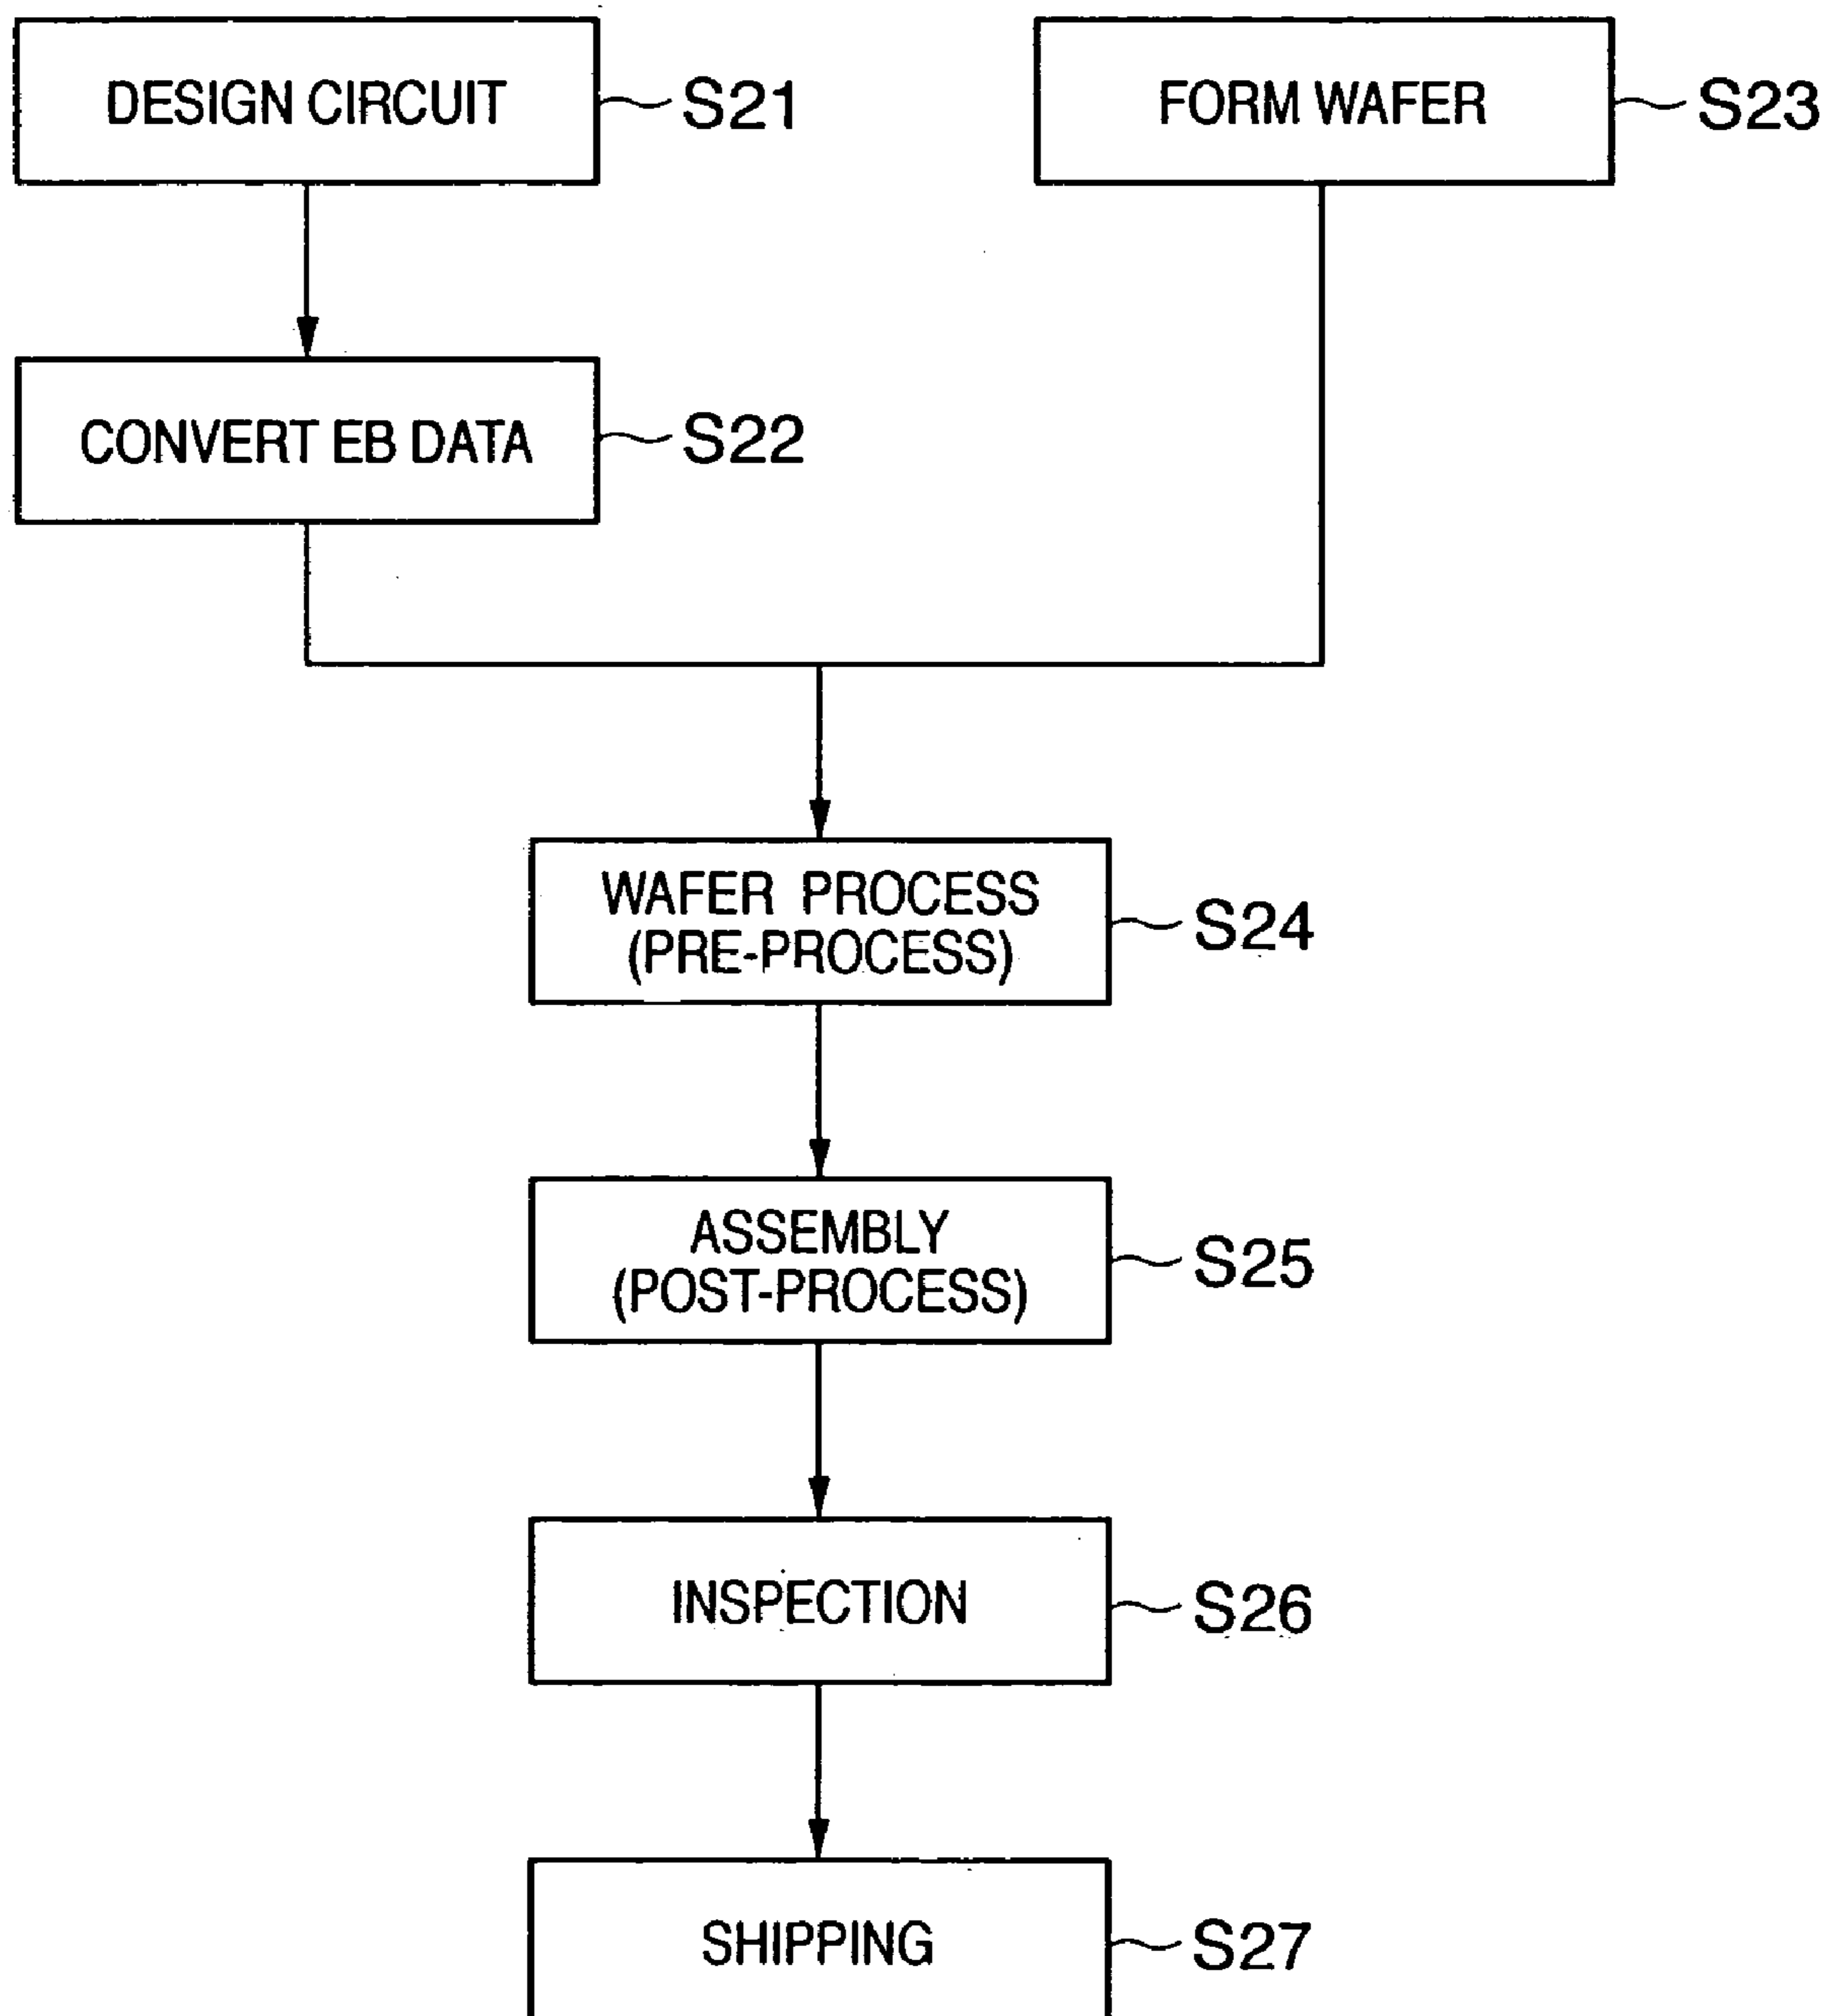 DESIGN CIRCUIT
S21
FORM WAFER
S23
CONVERT EB DATA
S22
WAFER PROCESS
(PRE-PROCESS)
S24
ASSEMBLY
(POST-PROCESS)
S25
INSPECTION
S26
SHIPPING
S27